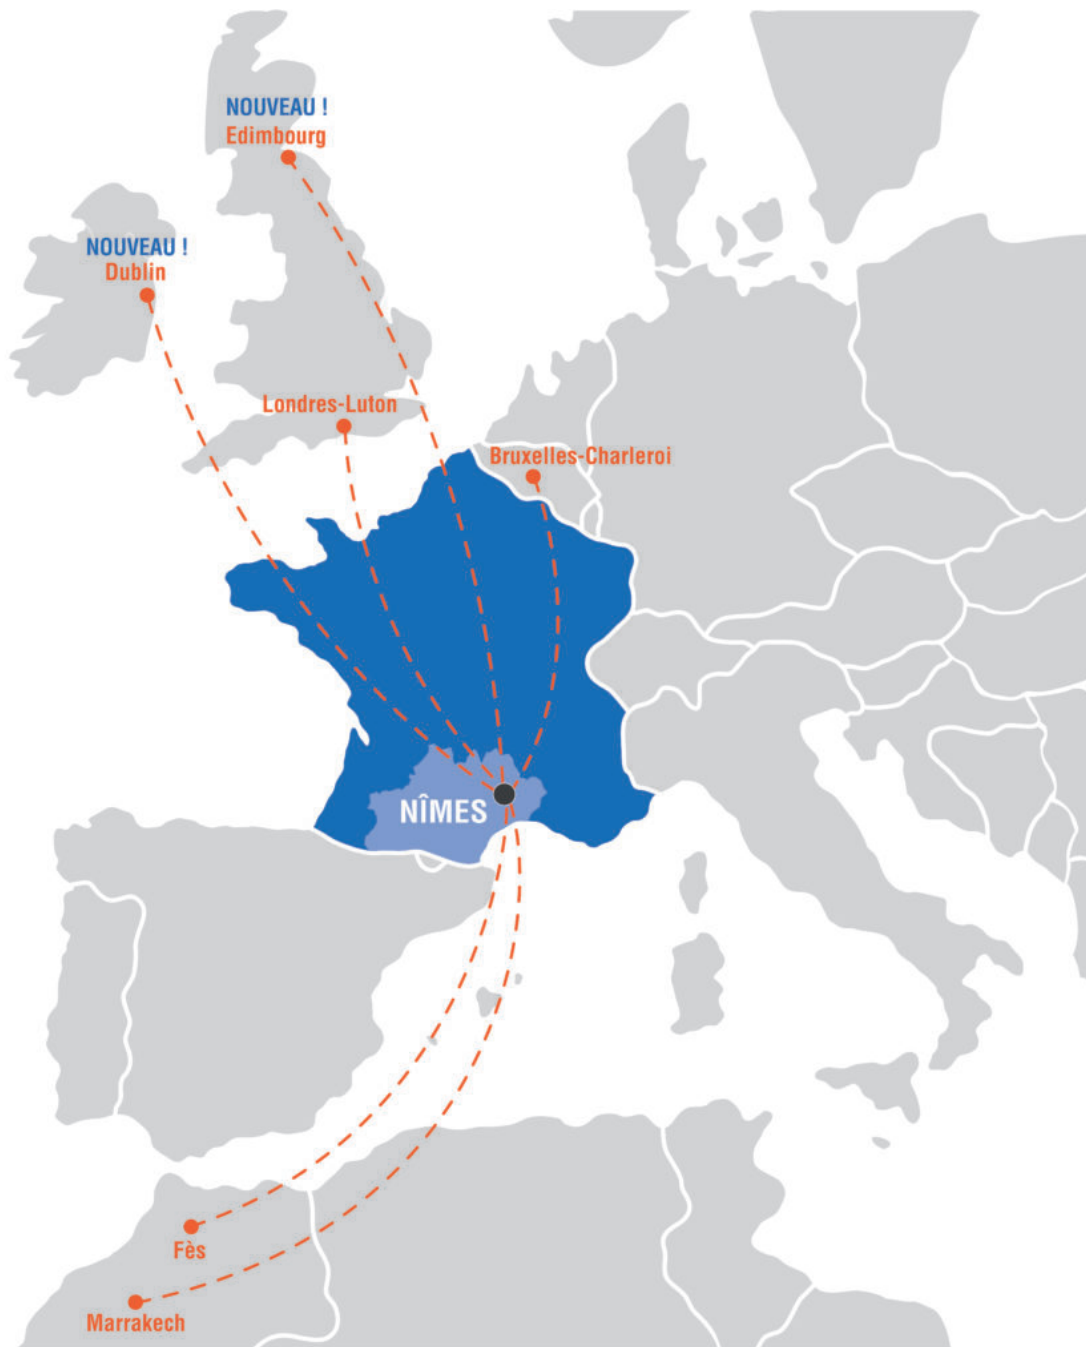 NOUVEAU !
Edimbourg
NOUVEAU !
Dublin
Londres-Luton
Bruxelles-Charleroi
NÎMES
Fès
Marrakech